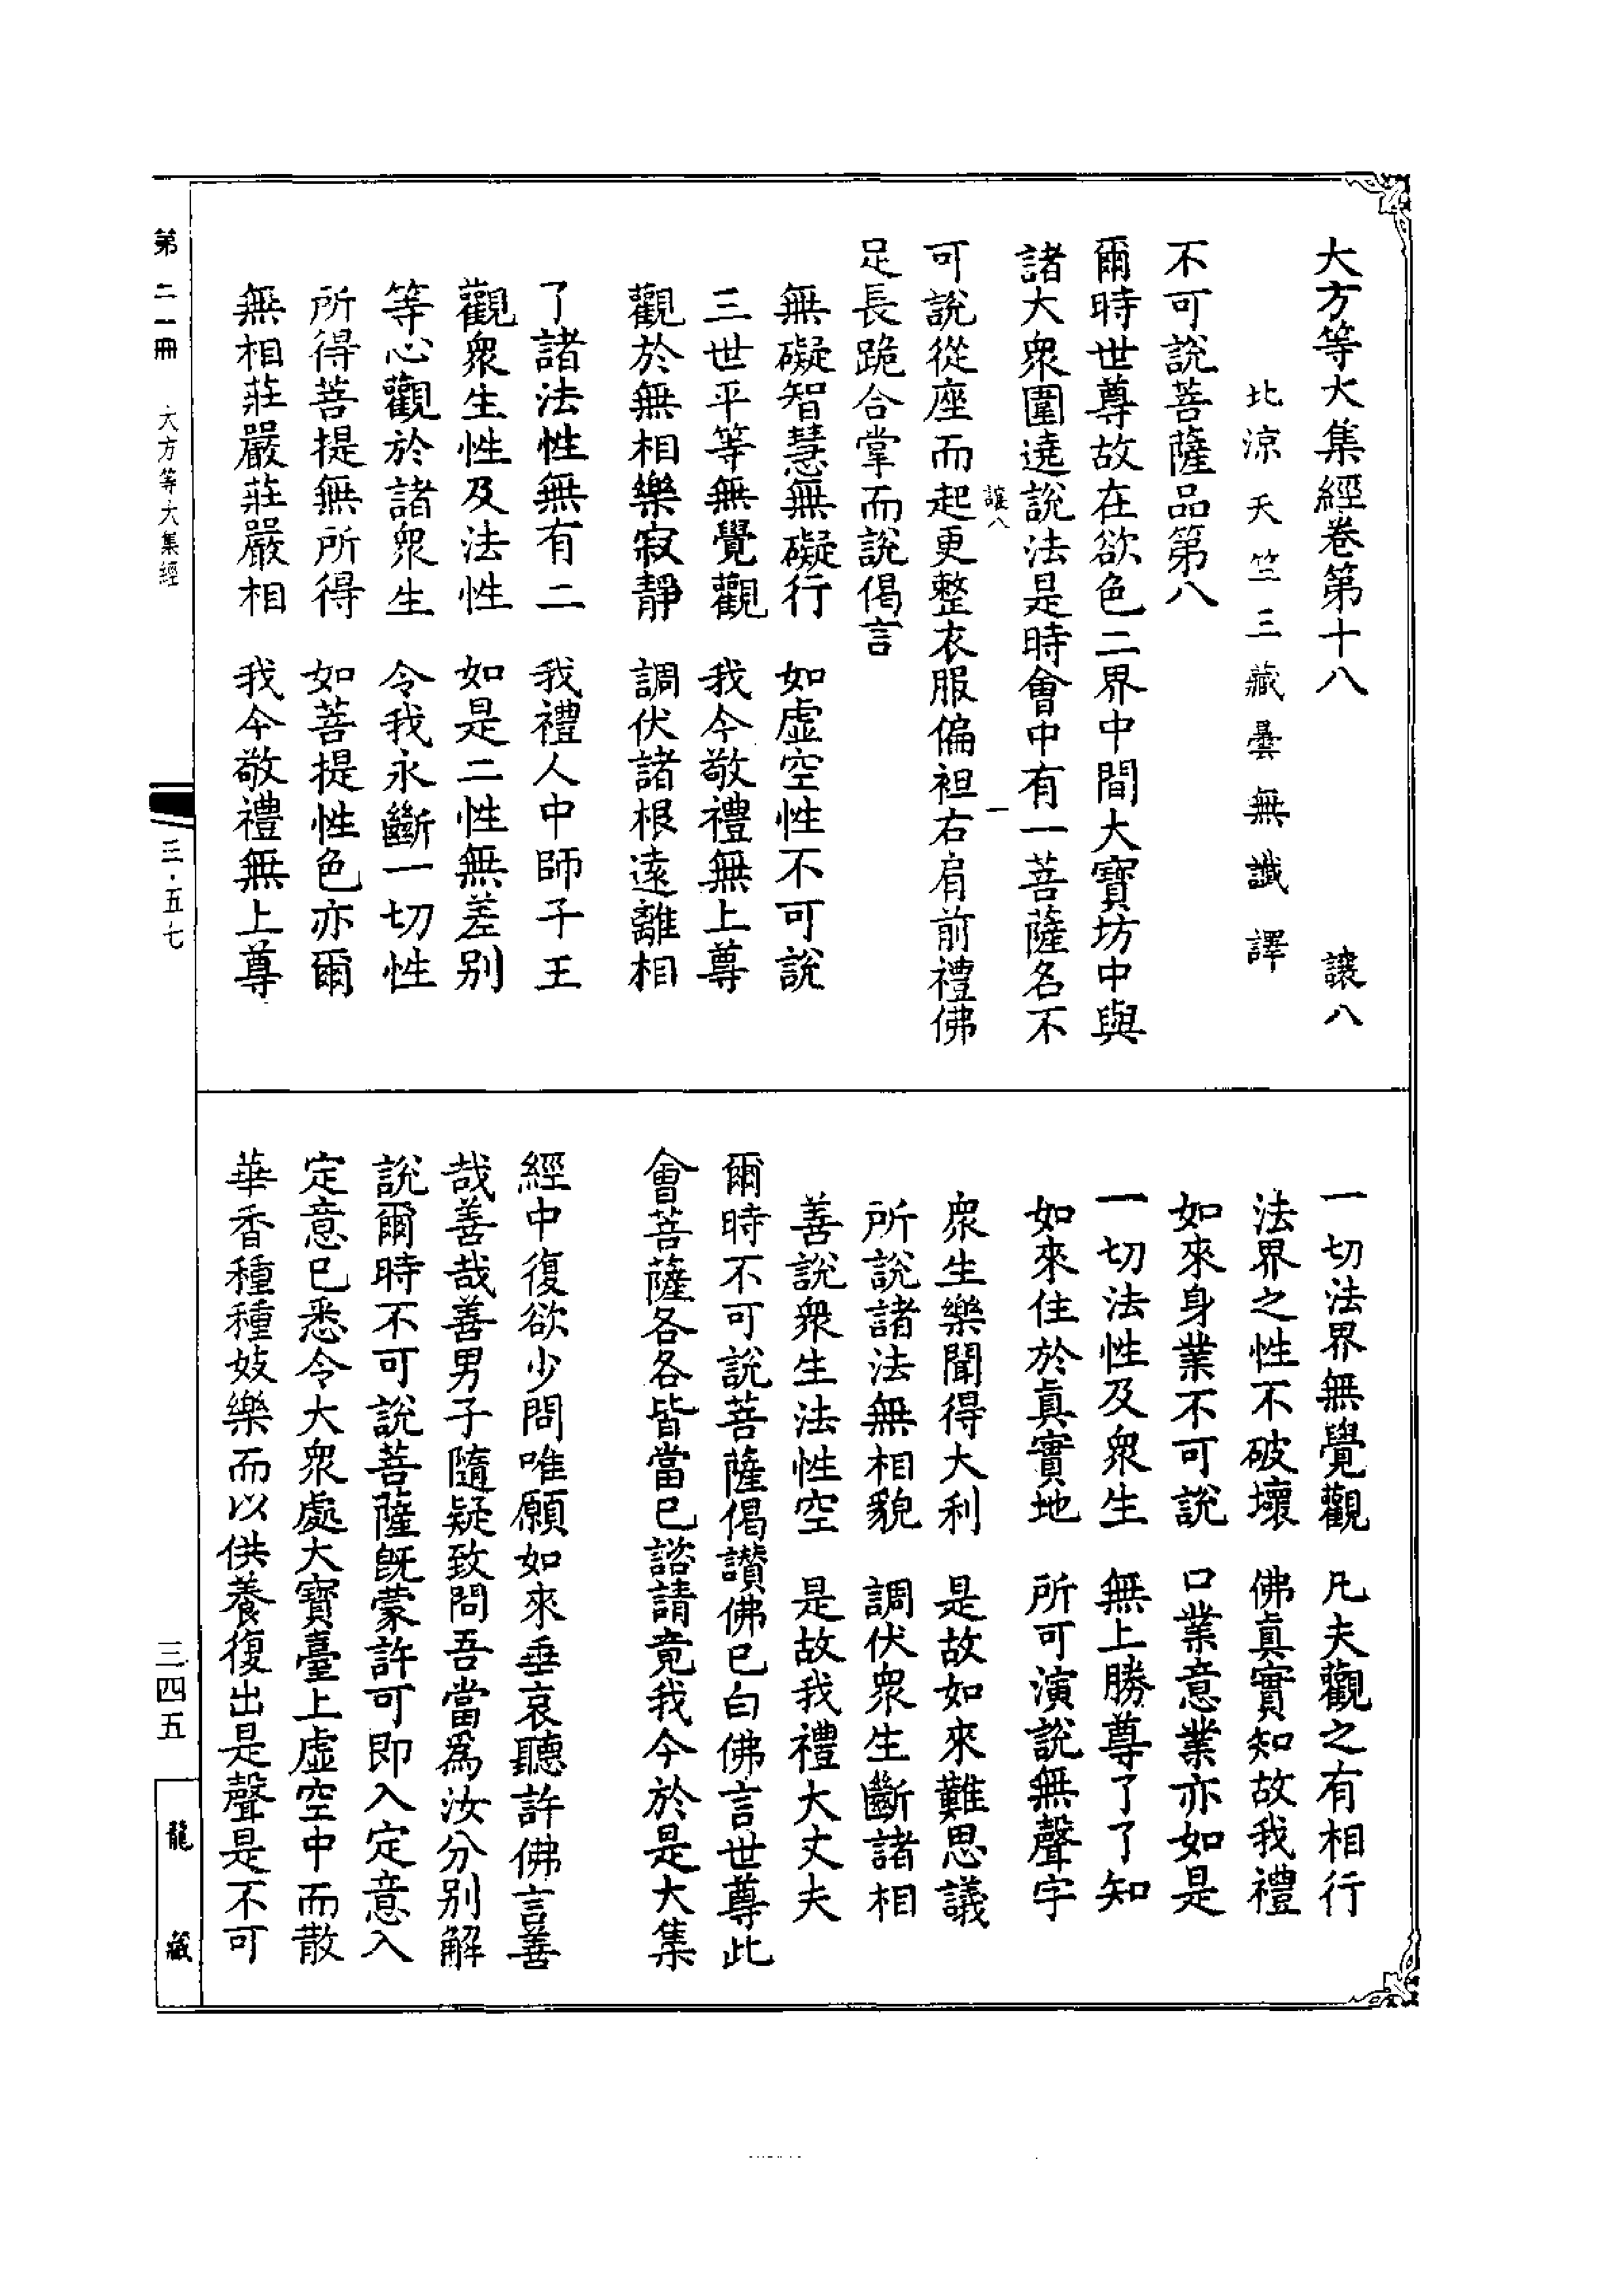 大方等大集經卷第十八　讓八
北涼天竺三藏曇無讖譯
不可說菩薩品第八
爾時世尊故在欲色二界中間大寶坊中與
諸大眾圍遶說法是時會中有一菩薩名不
讓八　一
可說從座而起更整衣服偏袒右肩前禮佛
足長跪合掌而說偈言
無礙智慧無礙行　如虛空性不可說
三世平等無覺觀　我今敬禮無上尊
觀於無相樂寂靜　調伏諸根遠離相
了諸法性無有二　我禮人中師子王
觀眾生性及法性　如是二性無差別
等心觀於諸眾生　令我永斷一切性
所得菩提無所得　如菩提性色亦爾
無相莊嚴莊嚴相　我今敬禮無上尊
一切法界無覺觀　凡夫觀之有相行
法界之性不破壞　佛眞實知故我禮
如來身業不可說　口業意業亦如是
一切法性及眾生　無上勝尊了了知
如來住於眞實地　所可演說無聲字
眾生樂聞得大利　是故如來難思議
所說諸法無相貌　調伏眾生斷諸相
善說眾生法性空　是故我禮大丈夫
爾時不可說菩薩偈讚佛已白佛言世尊此
會菩薩各各皆當已諮請竟我今於是大集
經中復欲少問唯願如來垂哀聽許佛言善
哉善哉善男子隨疑致問吾當爲汝分别解
說爾時不可說菩薩旣蒙許可即入定意入
定意已悉令大眾處大寶臺上虛空中而散
華香種種妓樂而以供養復出是聲是不可
第二一冊　大方等大集經　三·五七　三四五　龍藏